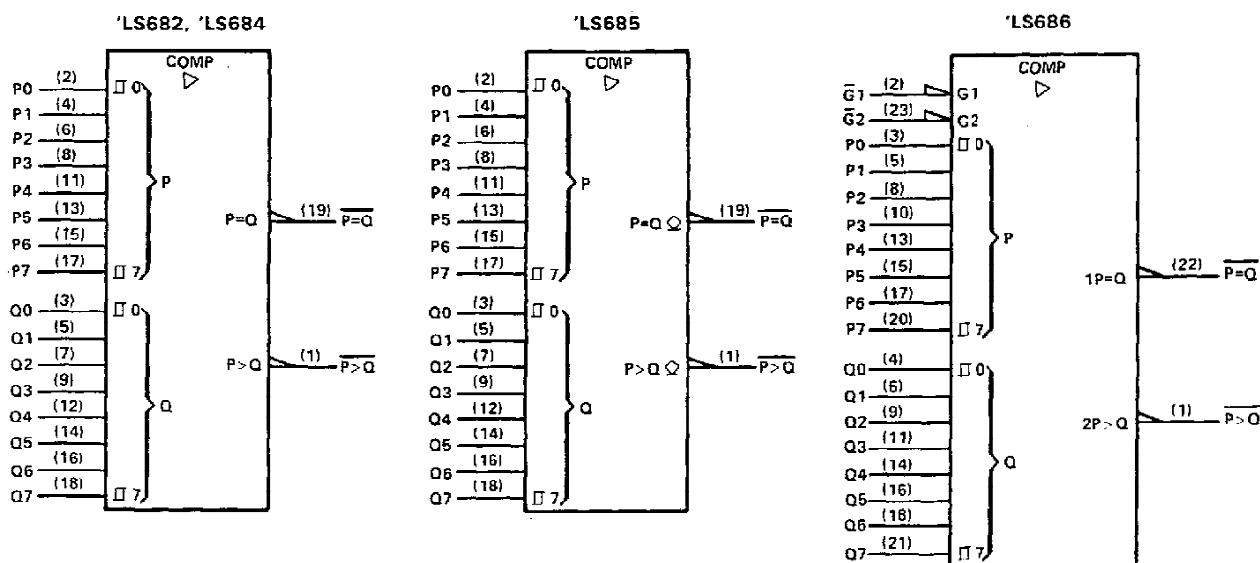 'LS682, 'LS684
COMP
P0 (2) 0
P1 (4)
P2 (6)
P3 (8)
P4 (11)
P5 (13)
P6 (15)
P7 (17) 7
P
Q0 (3) 0
Q1 (5)
Q2 (7)
Q3 (9)
Q4 (12)
Q5 (14)
Q6 (16)
Q7 (18) 7
Q
P=Q (19) P=Q
P>Q (1) P>Q
'LS685
COMP
P0 (2) 0
P1 (4)
P2 (6)
P3 (8)
P4 (11)
P5 (13)
P6 (15)
P7 (17) 7
P
Q0 (3) 0
Q1 (5)
Q2 (7)
Q3 (9)
Q4 (12)
Q5 (14)
Q6 (16)
Q7 (18) 7
Q
P=Q (19) P=Q
P>Q (1) P>Q
'LS686
COMP
G̅1 (2) G1
G̅2 (23) G2
P0 (3) 0
P1 (5)
P2 (8)
P3 (10)
P4 (13)
P5 (15)
P6 (17)
P7 (20) 7
P
Q0 (4) 0
Q1 (6)
Q2 (9)
Q3 (11)
Q4 (14)
Q5 (16)
Q6 (18)
Q7 (21) 7
Q
1P=Q (22) P=Q
2P>Q (1) P>Q